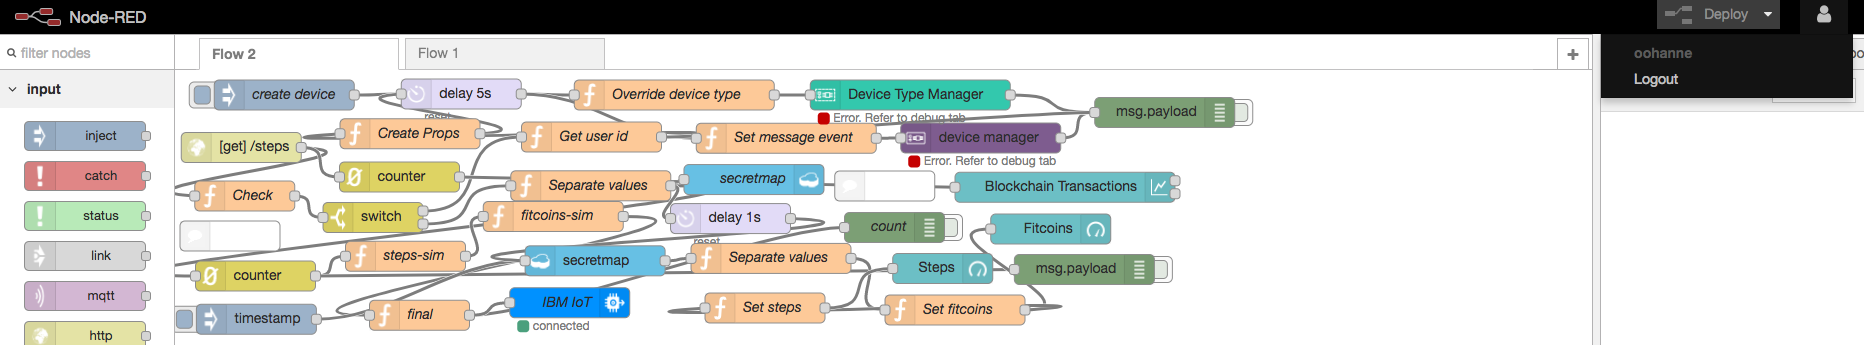 Node-RED
Deploy
filter nodes
Flow 2
Flow 1
+
oohanne
Logout
input
inject
catch
status
link
mqtt
http
create device
delay 5s
reset
Override device type
Device Type Manager
Error. Refer to debug tab
msg.payload
[get] /steps
Create Props
Get user id
Set message event
device manager
Error. Refer to debug tab
counter
Check
switch
Separate values
fitcoins-sim
secretmap
Blockchain Transactions
delay 1s
reset
count
Fitcoins
counter
steps-sim
secretmap
Separate values
Steps
msg.payload
timestamp
final
IBM IoT
connected
Set steps
Set fitcoins